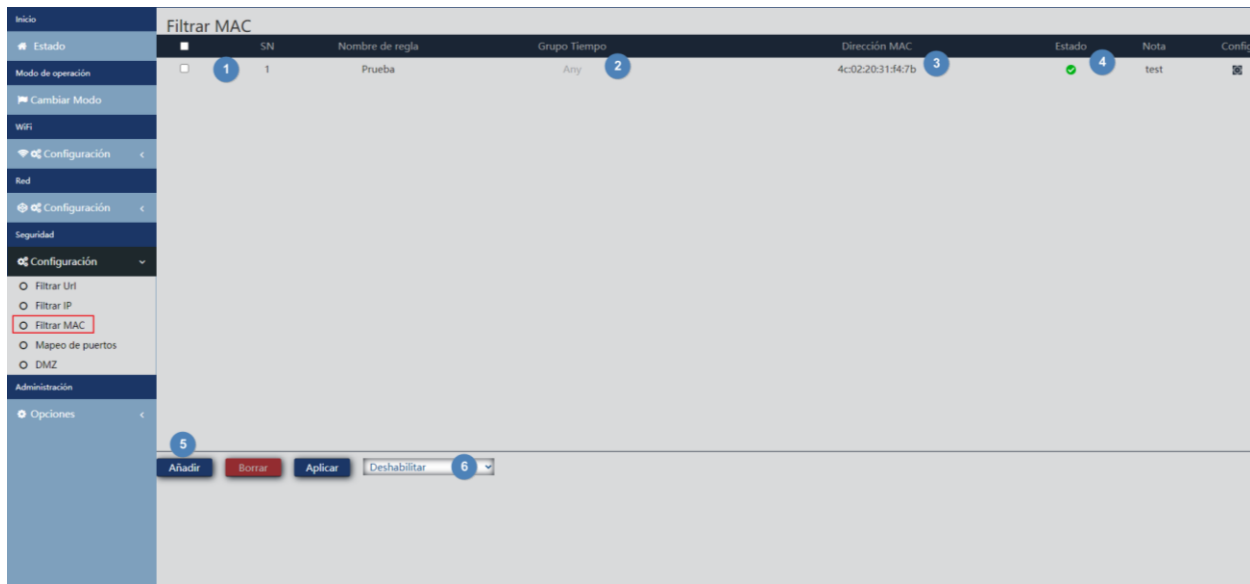 Inicio
Estado
Modo de operación
Cambiar Modo
WiFi
Configuración
Red
Configuración
Seguridad
Configuración
Filtrar Url
Filtrar IP
Filtrar MAC
Mapeo de puertos
DMZ
Administración
Opciones
Filtrar MAC
SN Nombre de regla Grupo Tiempo Dirección MAC Estado Nota Config
1 1 Prueba Any 2 4c:02:20:31:f4:7b 3 4 test
5
Añadir Borrar Aplicar Deshabilitar 6